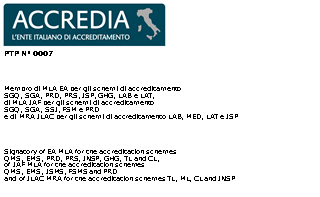 ACCREDIA
L'ENTE ITALIANO DI ACCREDITAMENTO
PTP N° 0007
Membro di MLA EA per gli schemi di accreditamento
SGQ, SGA, PRD, PRS, ISP, GHG, LAB e LAT,
di MLA IAF per gli schemi di accreditamento
SGQ, SGA, SSI, FSM e PRD
e di MRA ILAC per gli schemi di accreditamento LAB, MED, LAT e ISP
Signatory of EA MLA for the accreditation schemes
QMS, EMS, PRD, PRS, INSP, GHG, TL and CL,
of IAF MLA for the accreditation schemes
QMS, EMS, ISMS, FSMS and PRD
and of ILAC MRA for the accreditation schemes TL, ML, CL and INSP